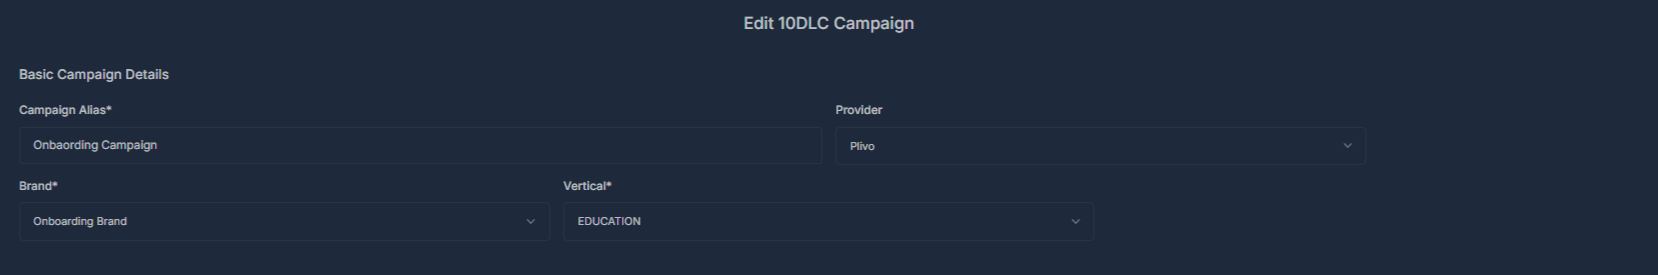 Edit 10DLC Campaign
Basic Campaign Details
Campaign Alias*
Provider
Onbaording Campaign
Plivo
Brand*
Vertical*
Onboarding Brand
EDUCATION